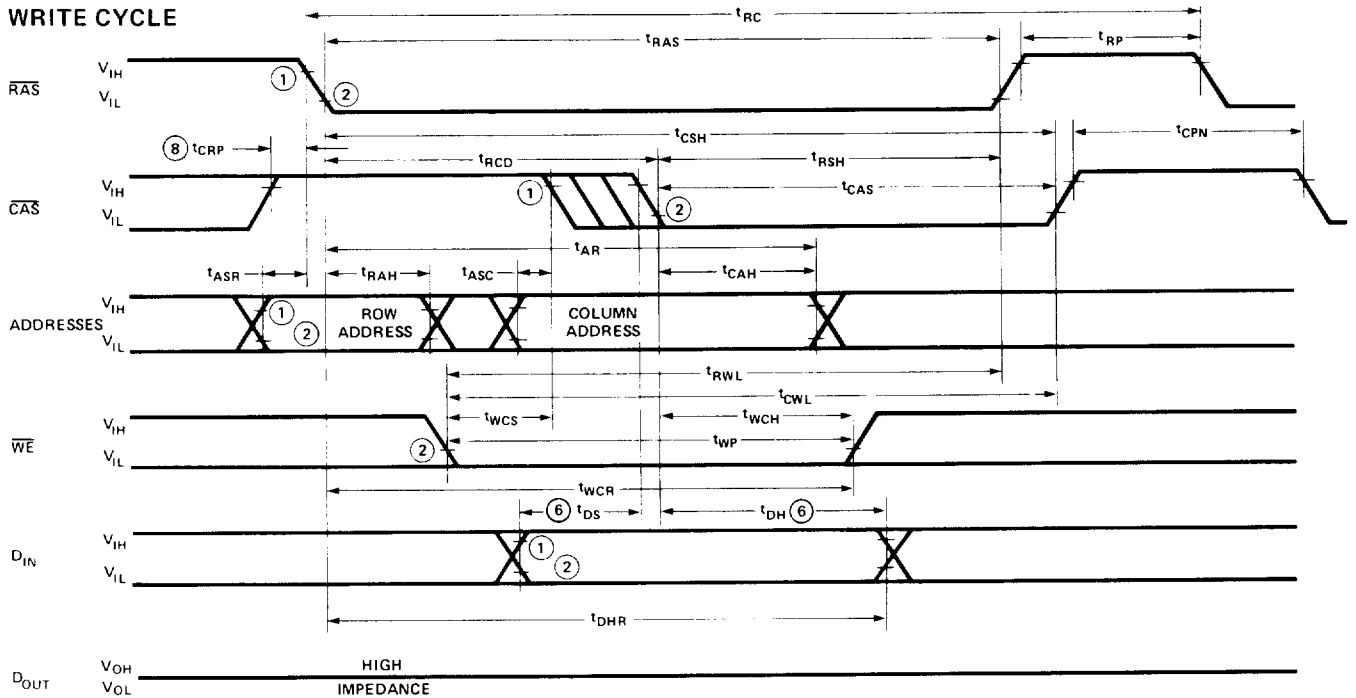 WRITE CYCLE
tRC
tRAS
tRP
RAS
VIH
VIL
1
2
tCSH
tCPN
8 tCRP
tRCD
tRSH
CAS
VIH
VIL
1
2
tCAS
tAR
tASR
tRAH
tASC
tCAH
ADDRESSES
VIH
VIL
1
2
ROW
ADDRESS
COLUMN
ADDRESS
tRWL
tCWL
WE
VIH
VIL
2
tWCS
tWCH
tWP
tWCR
6 tDS
tDH 6
DIN
VIH
VIL
1
2
tDHR
DOUT
VOH
VOL
HIGH
IMPEDANCE